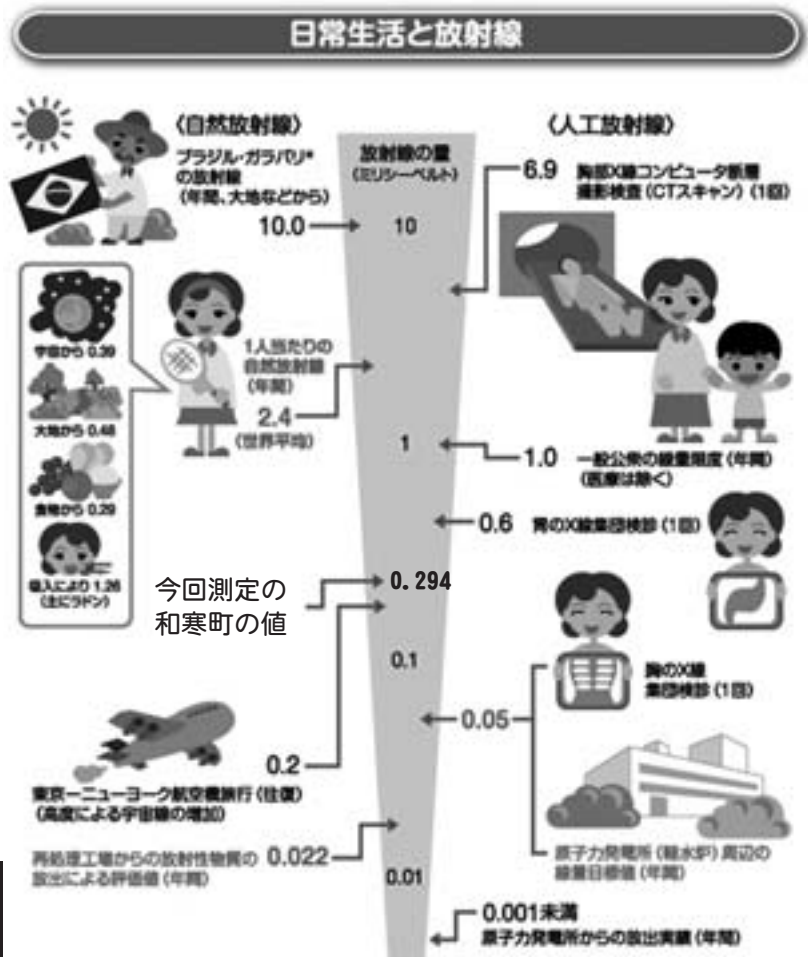 日常生活と放射線
〈自然放射線〉
ブラジル・ガラパリ*
の放射線
(年間、大地などから)
10.0
宇宙から 0.39
大地から 0.48
食物から 0.29
吸入により 1.26
(主にラドン)
1人当たりの
自然放射線
(年間)
2.4
(世界平均)
今回測定の
和寒町の値
0.2
東京ーニューヨーク航空機旅行(往復)
(高度による宇宙線の増加)
再処理工場からの放射性物質の
放出による評価値(年間)
0.022
放射線の量
(ミリシーベルト)
10
1
0.294
0.1
0.01
〈人工放射線〉
6.9
胸部X線コンピュータ断層
撮影検査(CTスキャン)(1回)
1.0
一般公衆の線量限度(年間)
(医療は除く)
0.6
胃のX線集団検診(1回)
胸のX線
集団検診(1回)
0.05
原子力発電所(軽水炉)周辺の
線量目標値(年間)
0.001未満
原子力発電所からの放出実績(年間)